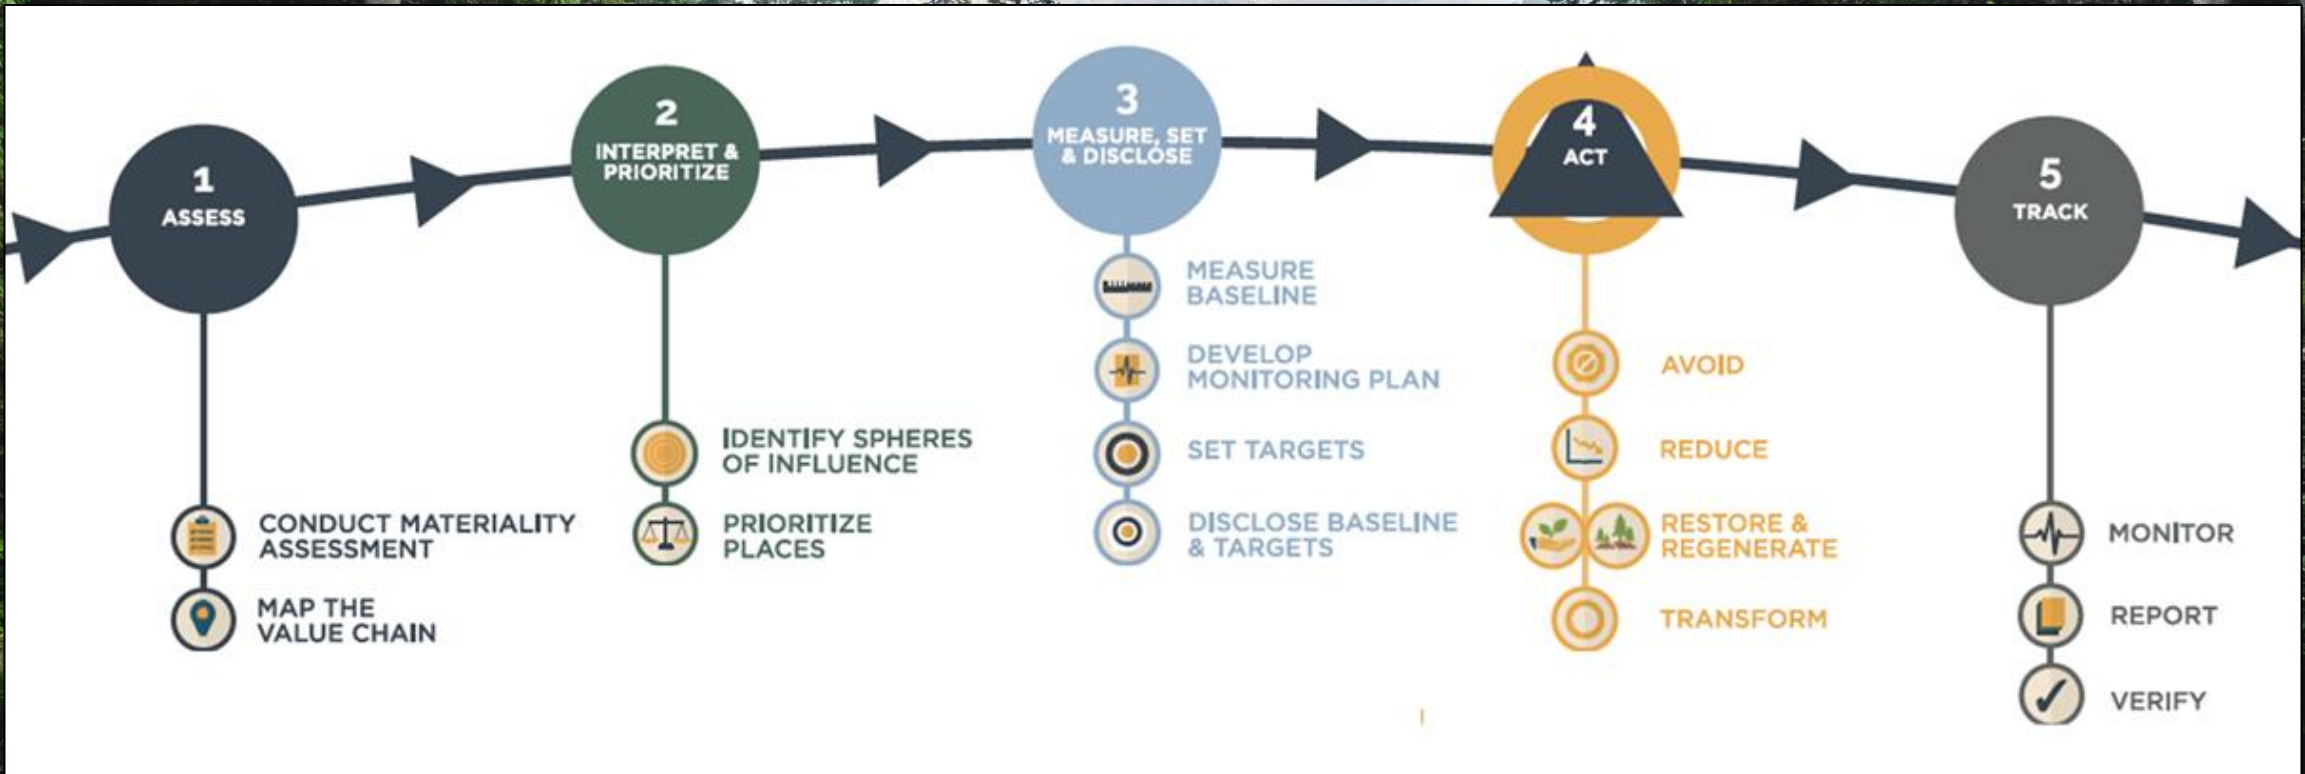 1
ASSESS
CONDUCT MATERIALITY
ASSESSMENT
MAP THE
VALUE CHAIN
2
INTERPRET &
PRIORITIZE
IDENTIFY SPHERES
OF INFLUENCE
PRIORITIZE
PLACES
3
MEASURE, SET
& DISCLOSE
MEASURE
BASELINE
DEVELOP
MONITORING PLAN
SET TARGETS
DISCLOSE BASELINE
& TARGETS
4
ACT
AVOID
REDUCE
RESTORE &
REGENERATE
TRANSFORM
5
TRACK
MONITOR
REPORT
VERIFY